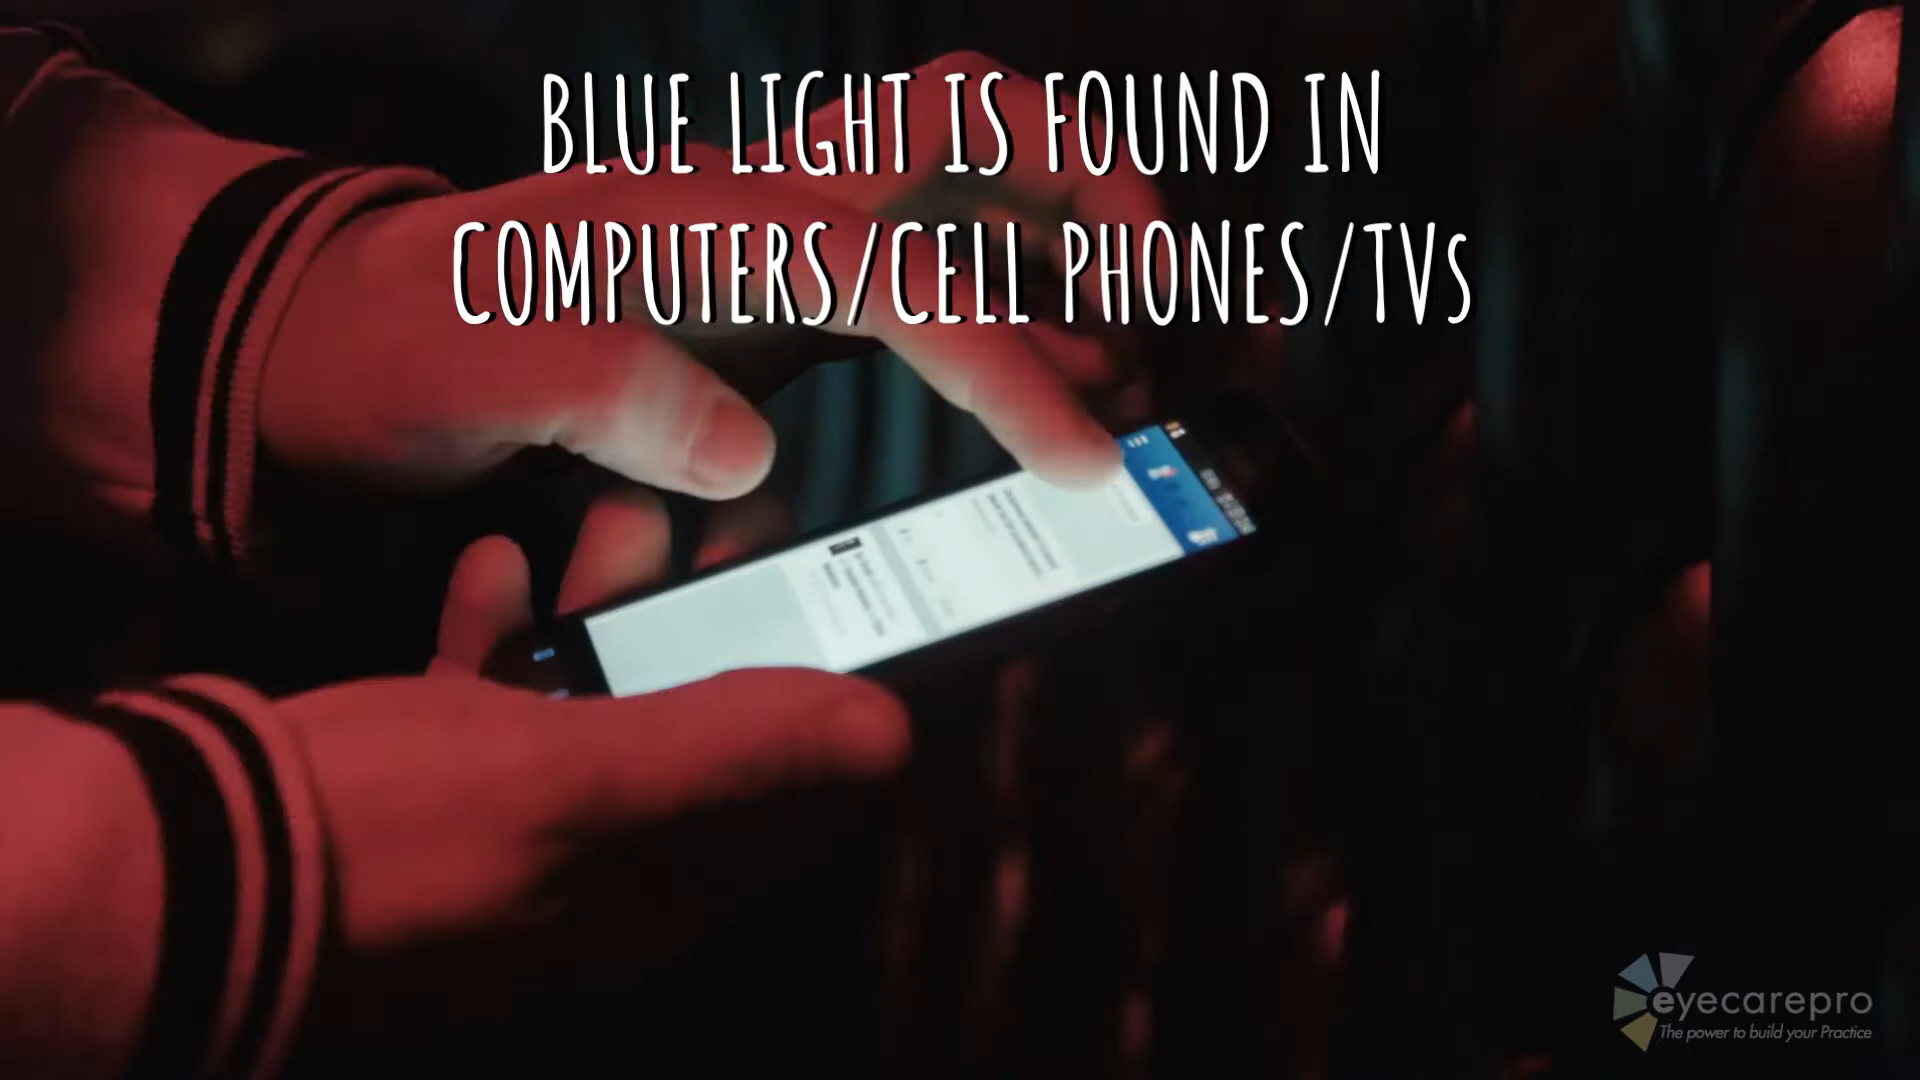 BLUE LIGHT IS FOUND IN
COMPUTERS/CELL PHONES/TVs
eyecarepro
The power to build your Practice